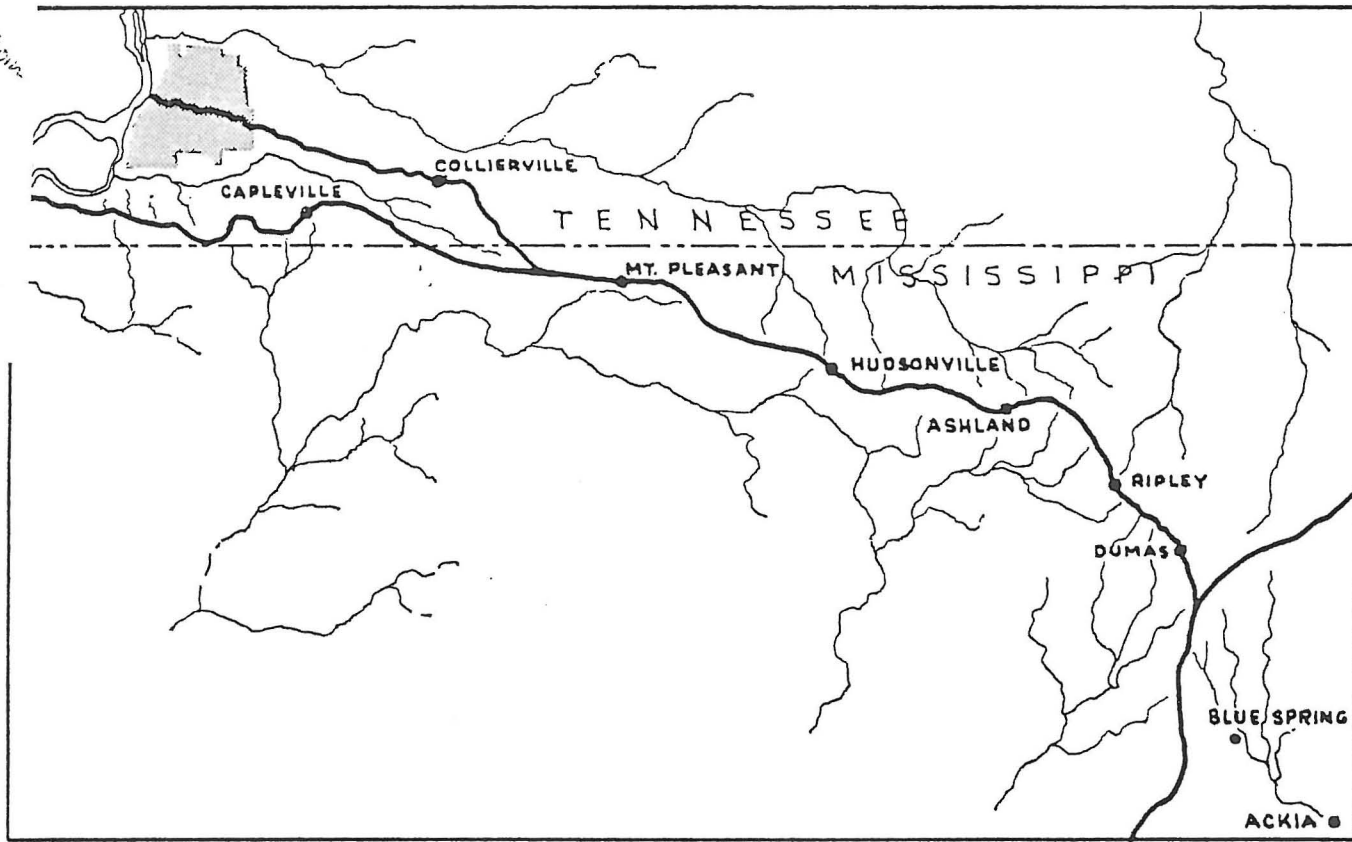 COLLIERVILLE
CAPLEVILLE
TENNESSEE
MT. PLEASANT
MISSISSIPPI
HUDSONVILLE
ASHLAND
RIPLEY
DUMAS
BLUE SPRING
ACKIA